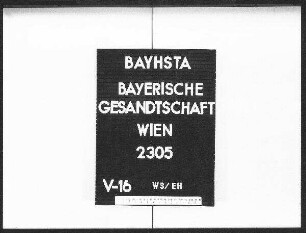 BAYHSTA
BAYERISCHE
GESANDTSCHAFT
WIEN
2305
V-16 WS/EH